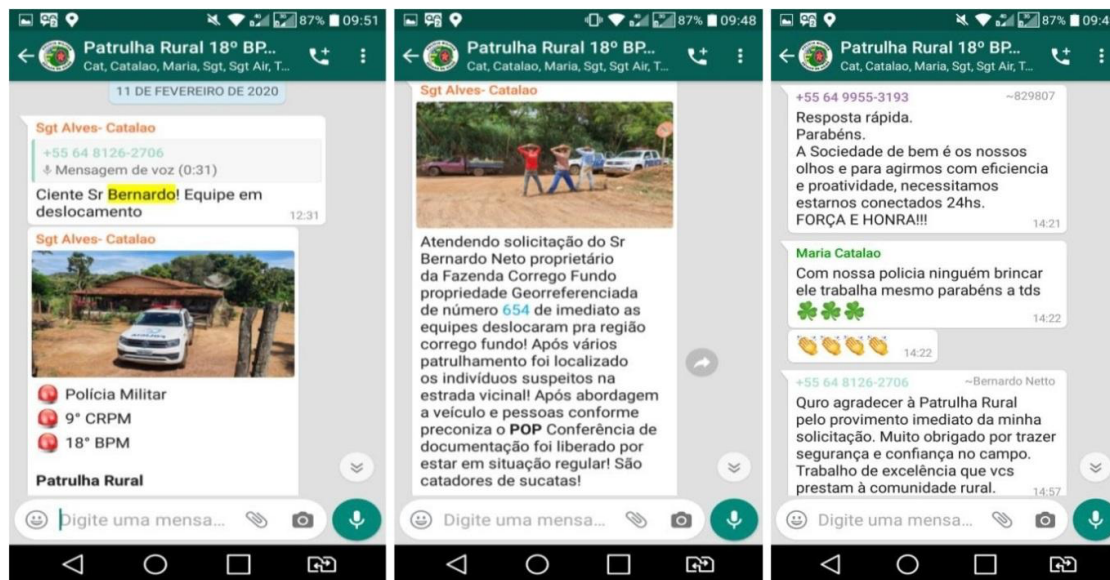 87% 09:51
Patrulha Rural 18º BP...
Cat, Catalao, Maria, Sgt, Sgt Air, T...
11 DE FEVEREIRO DE 2020
Sgt Alves- Catalao
+55 64 8126-2706
Mensagem de voz (0:31)
Ciente Sr Bernardo! Equipe em
deslocamento
12:31
Sgt Alves- Catalao
Polícia Militar
9° CRPM
18° BPM
Patrulha Rural
Digite uma mensa...
87% 09:48
Patrulha Rural 18º BP...
Cat, Catalao, Maria, Sgt, Sgt Air, T...
Sgt Alves- Catalao
Atendendo solicitação do Sr
Bernardo Neto proprietário
da Fazenda Corrego Fundo
propriedade Georreferenciada
de número 654 de imediato as
equipes deslocaram pra região
corrego fundo! Após vários
patrulhamento foi localizado
os indivíduos suspeitos na
estrada vicinal! Após abordagem
a veículo e pessoas conforme
preconiza o POP Conferência de
documentação foi liberado por
estar em situação regular! São
catadores de sucatas!
Digite uma mensa...
87% 09:4
Patrulha Rural 18º BP...
Cat, Catalao, Maria, Sgt, Sgt Air, T...
+55 64 9955-3193 ~829807
Resposta rápida.
Parabéns.
A Sociedade de bem é os nossos
olhos e para agirmos com eficiencia
e proatividade, necessitamos
estarnos conectados 24hs.
FORÇA E HONRA!!!
14:21
Maria Catalao
Com nossa policia ninguém brincar
ele trabalha mesmo parabéns a tds
☘☘☘
14:22
👏👏👏👏 14:22
+55 64 8126-2706 ~Bernardo Netto
Quro agradecer à Patrulha Rural
pelo provimento imediato da minha
solicitação. Muito obrigado por trazer
segurança e confiança no campo.
Trabalho de excelência que vcs
prestam à comunidade rural.
14:57
Digite uma mensa...